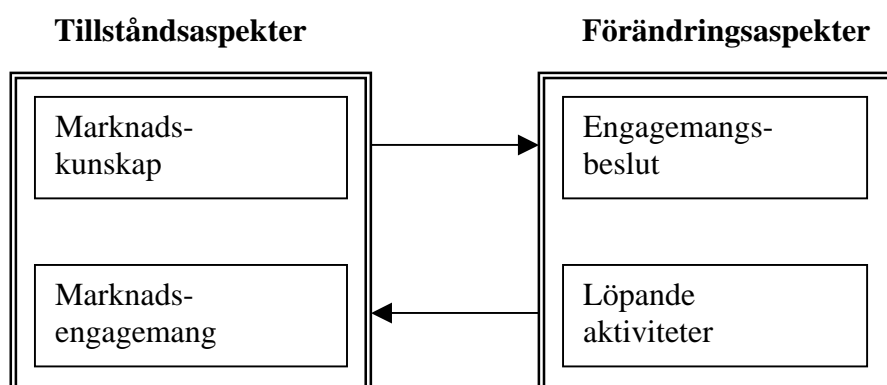 Tillståndsaspekter
Förändringsaspekter
Marknads-
kunskap
Engagemangs-
beslut
Marknads-
engagemang
Löpande
aktiviteter